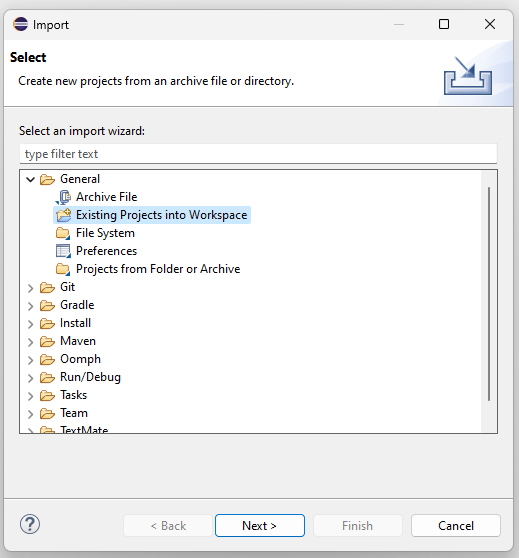 Import
Select
Create new projects from an archive file or directory.
Select an import wizard:
type filter text
General
Archive File
Existing Projects into Workspace
File System
Preferences
Projects from Folder or Archive
Git
Gradle
Install
Maven
Oomph
Run/Debug
Tasks
Team
TextMate
< Back
Next >
Finish
Cancel